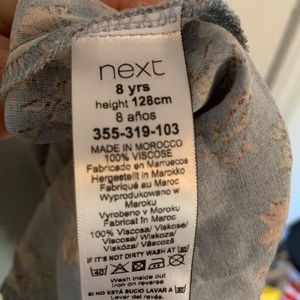 next
8 yrs
height 128cm
8 años
355-319-103
MADE IN MOROCCO
100% VISCOSE
Fabricado en Marruecos
Hergestellt in Marokko
Fabriqué au Maroc
Wyprodukowano w
Maroku
Vyrobeno v Moroku
Fabricat în Maroc
100% Viscosa/ Viskose/
Viscose/ Wiskoza/
Viskóza/ Vâscoză
IF IT'S NOT DIRTY WASH AT 30
40
Wash inside out
Iron on reverse
SI NO ESTÁ SUCIO LAVAR A
Lavar del revés.